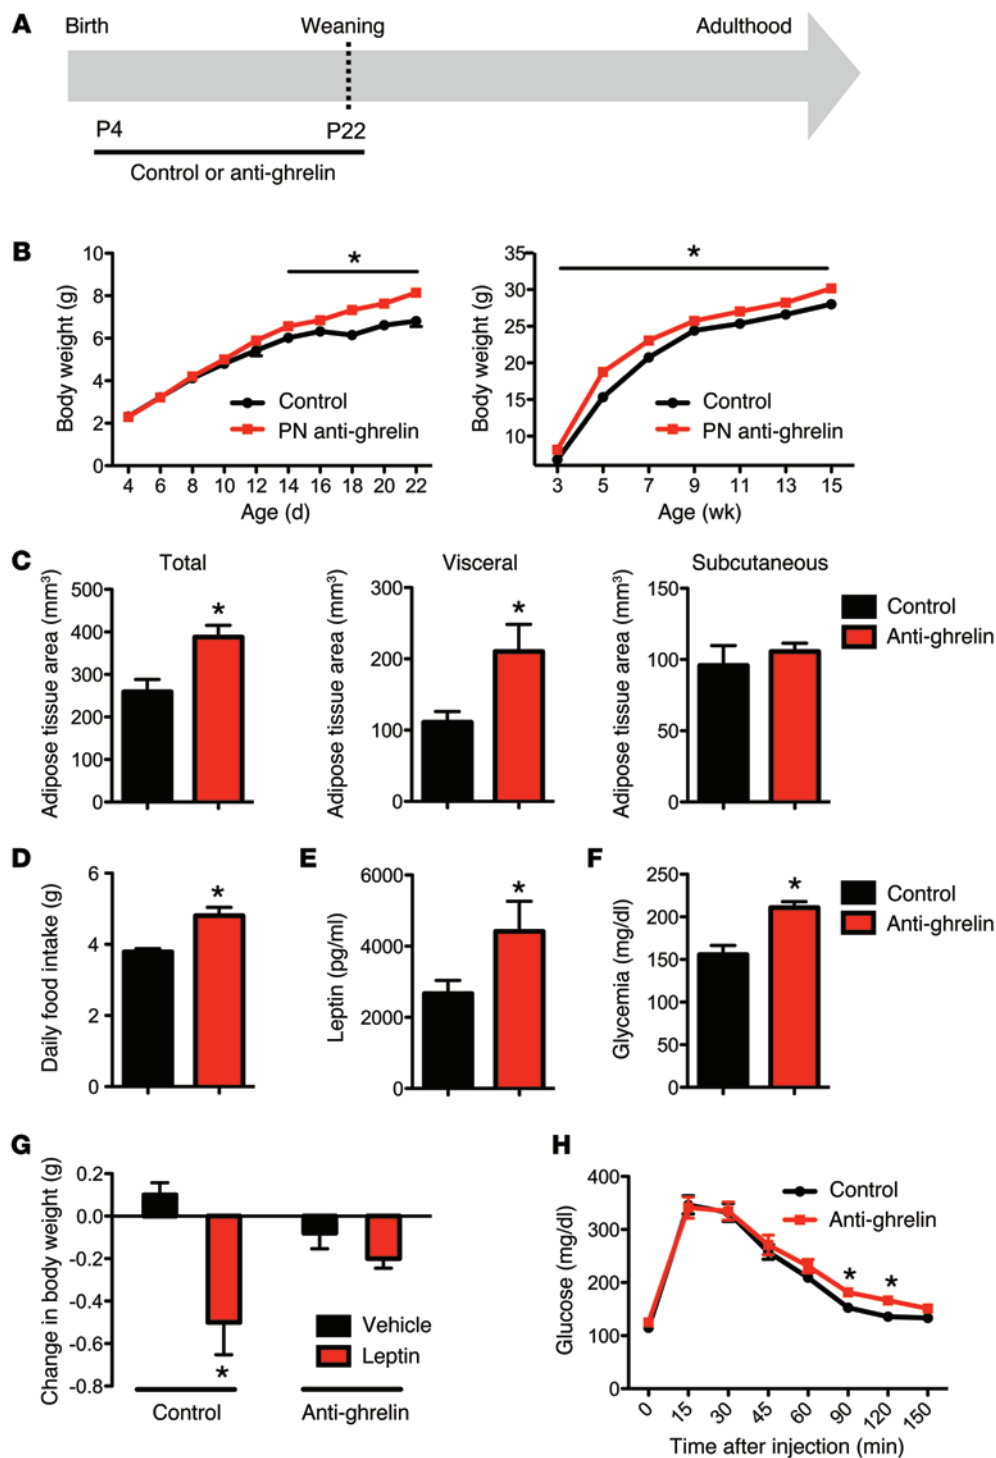 A
Birth Weaning Adulthood
P4 P22
Control or anti-ghrelin
B
Body weight (g)
10
8
6
4
2
0
*
Control
PN anti-ghrelin
4 6 8 10 12 14 16 18 20 22
Age (d)
Body weight (g)
35
30
25
20
15
10
*
Control
PN anti-ghrelin
3 5 7 9 11 13 15
Age (wk)
C
Total
Adipose tissue area (mm³)
500
400
300
200
100
0
*
Visceral
Adipose tissue area (mm³)
300
200
100
0
*
Subcutaneous
Adipose tissue area (mm³)
150
100
50
0
Control
Anti-ghrelin
D
Daily food intake (g)
6
4
2
0
*
E
Leptin (pg/ml)
6000
4000
2000
0
*
F
Glycemia (mg/dl)
250
200
150
100
50
0
*
Control
Anti-ghrelin
G
Change in body weight (g)
0.2
0.0
-0.2
-0.4
-0.6
-0.8
*
Vehicle
Leptin
Control Anti-ghrelin
H
Glucose (mg/dl)
400
300
200
100
0
Control
Anti-ghrelin
* *
0 15 30 45 60 90 120 150
Time after injection (min)